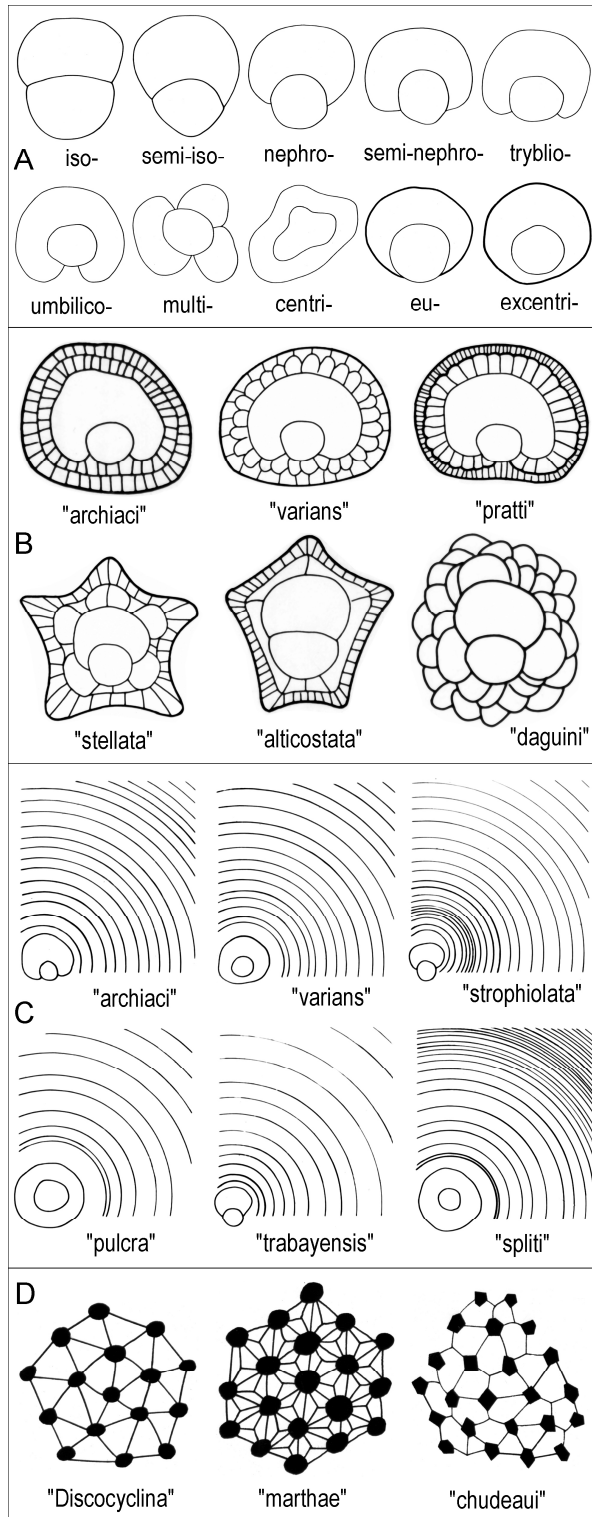 A
iso- semi-iso- nephro- semi-nephro- tryblio-
umbilico- multi- centri- eu- excentri-
"archiaci" "varians" "pratti"
B
"stellata" "alticostata" "daguini"
"archiaci" "varians" "strophiolata"
C
"pulcra" "trabayensis" "spliti"
D
"Discocyclina" "marthae" "chudeaui"